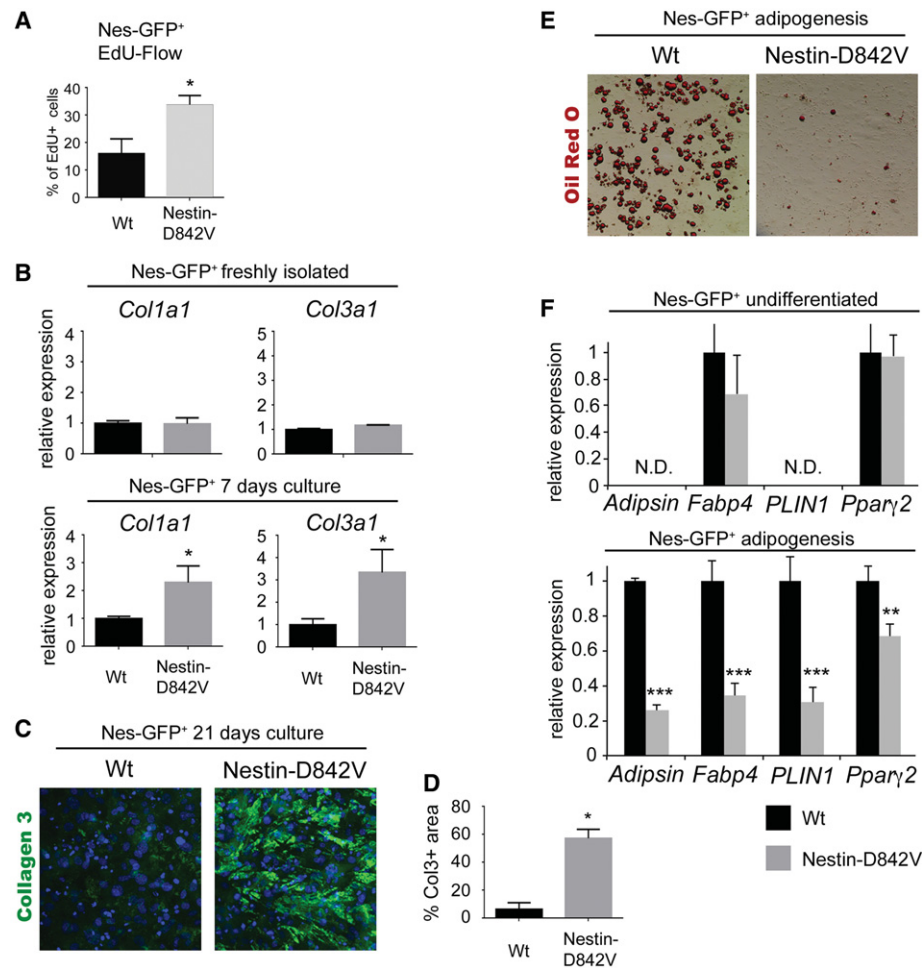 A
Nes-GFP⁺
EdU-Flow
% of EdU+ cells
40
30
20
10
0
*
Wt
Nestin-
D842V
B
Nes-GFP⁺ freshly isolated
Col1a1
Col3a1
relative expression
4
3
2
1
0
5
4
3
2
1
0
Nes-GFP⁺ 7 days culture
Col1a1
Col3a1
relative expression
4
3
2
1
0
*
5
4
3
2
1
0
*
Wt
Nestin-
D842V
Wt
Nestin-
D842V
C
Nes-GFP⁺ 21 days culture
Wt
Nestin-D842V
Collagen 3
D
% Col3+ area
80
60
40
20
0
*
Wt
Nestin-
D842V
E
Nes-GFP⁺ adipogenesis
Wt
Nestin-D842V
Oil Red O
F
Nes-GFP⁺ undifferentiated
relative expression
1
0.8
0.6
0.4
0.2
0
N.D.
N.D.
Adipsin Fabp4 PLIN1 Pparγ2
Nes-GFP⁺ adipogenesis
relative expression
1
0.8
0.6
0.4
0.2
0
*** *** *** **
Adipsin Fabp4 PLIN1 Pparγ2
Wt
Nestin-D842V